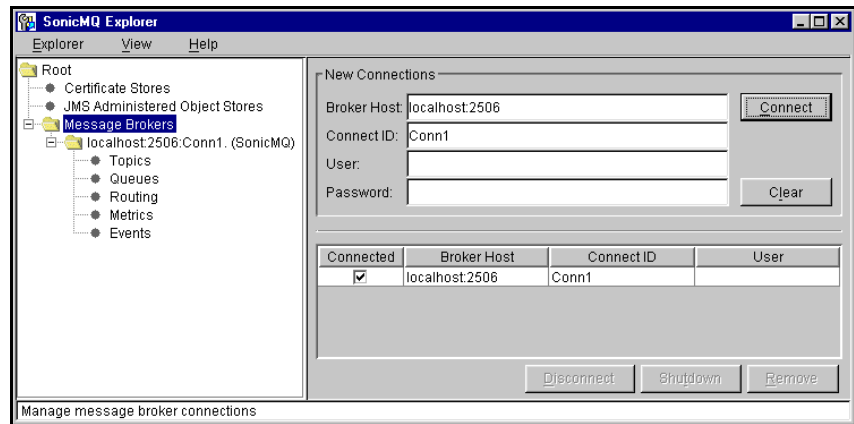 SonicMQ Explorer
Explorer View Help
Root
Certificate Stores
JMS Administered Object Stores
Message Brokers
localhost:2506:Conn1. (SonicMQ)
Topics
Queues
Routing
Metrics
Events
New Connections
Broker Host: localhost:2506 Connect
Connect ID: Conn1
User:
Password: Clear
Connected Broker Host Connect ID User
localhost:2506 Conn1
Disconnect Shutdown Remove
Manage message broker connections